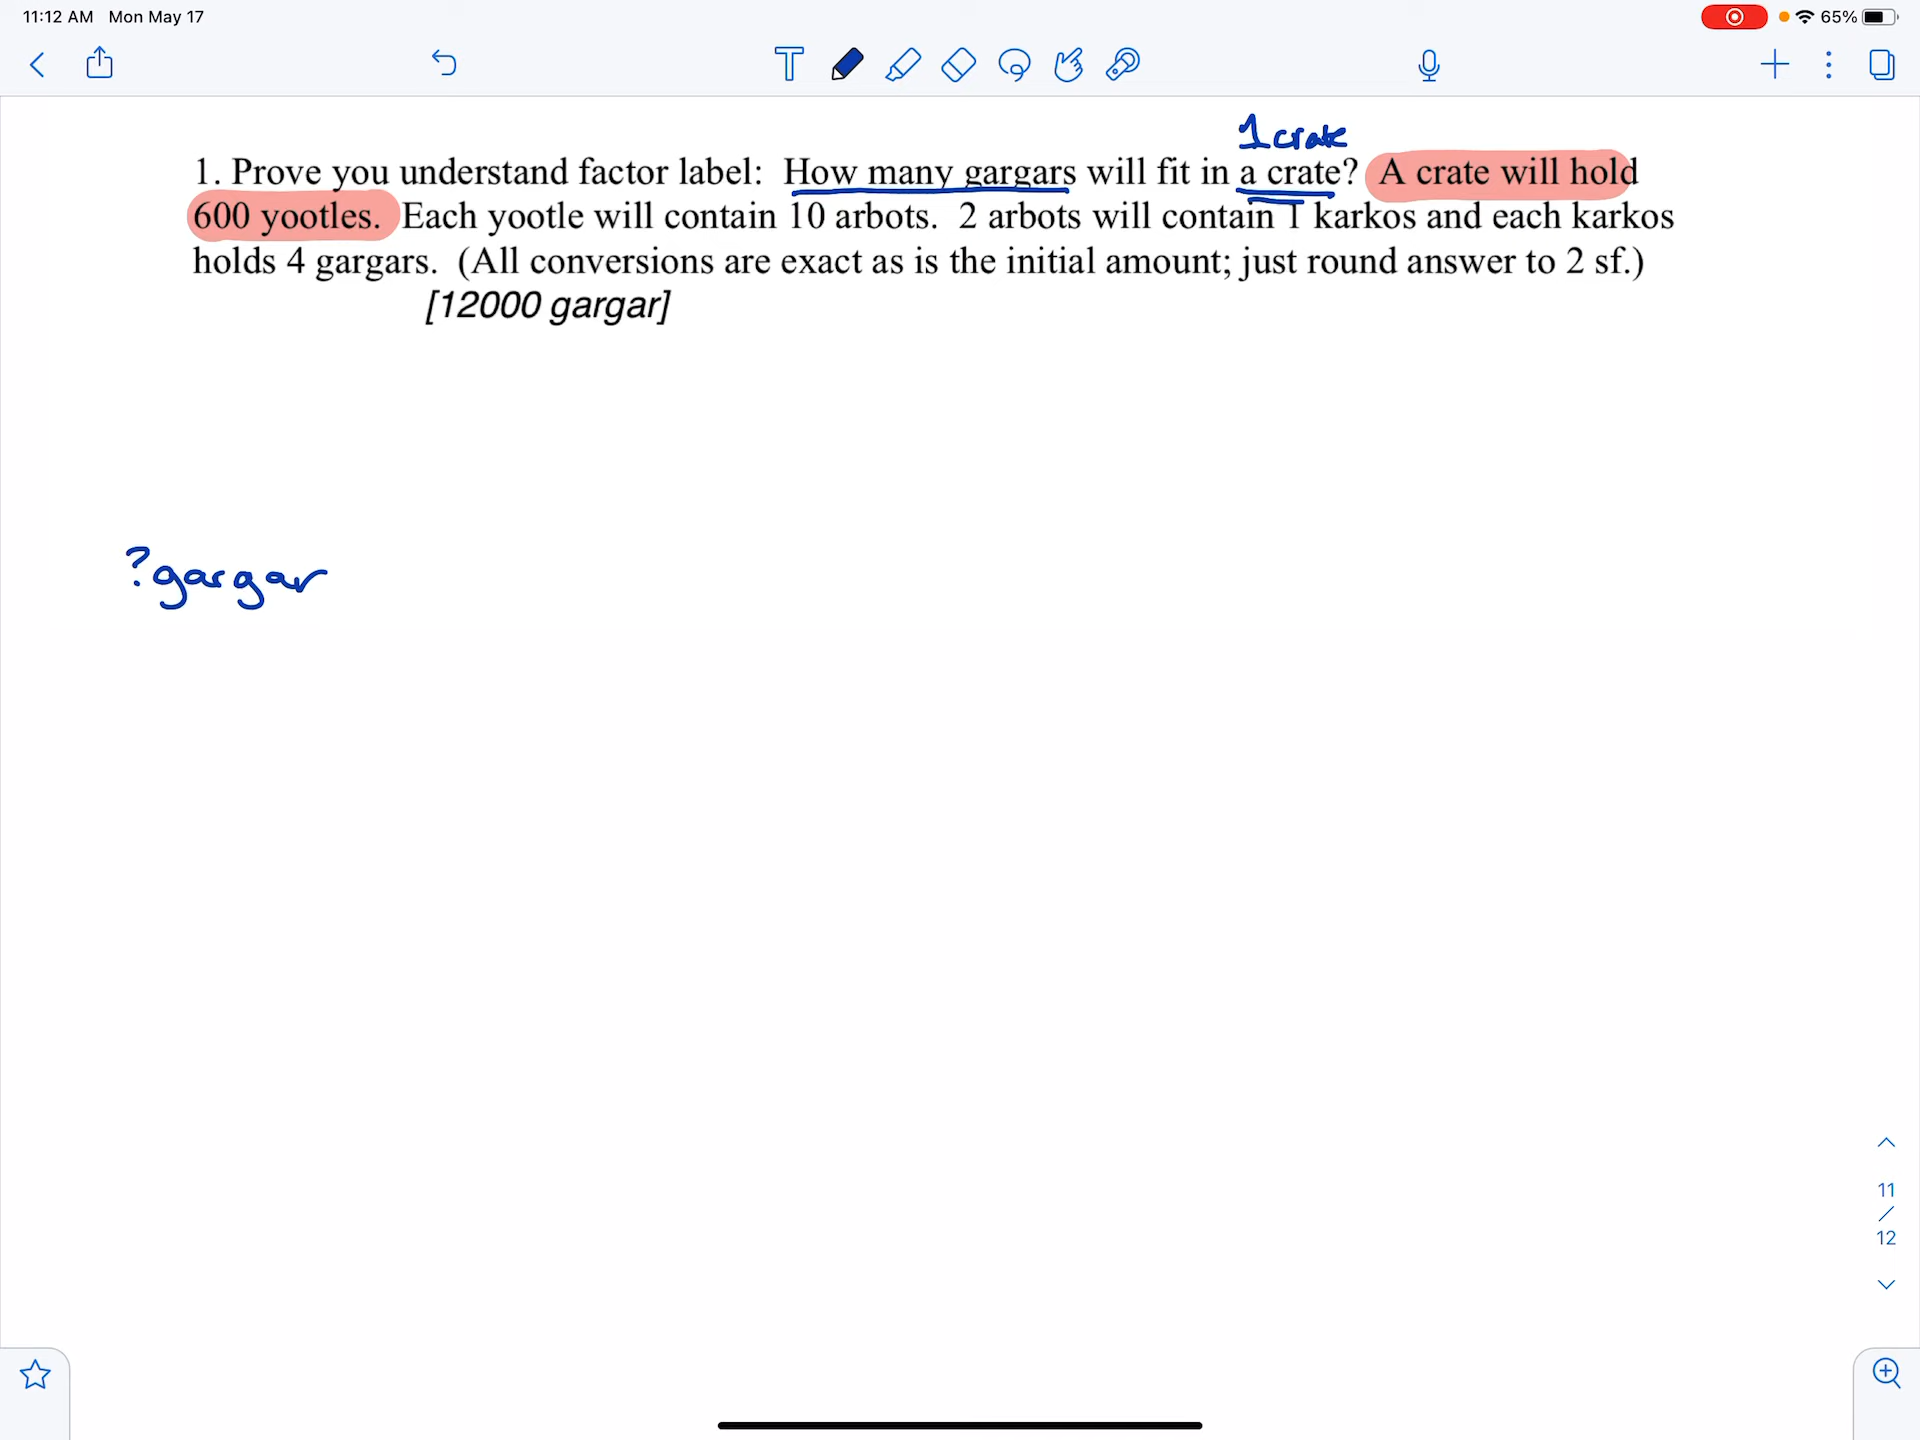 11:12 AM Mon May 17
65%
1 crate
1. Prove you understand factor label: How many gargars will fit in a crate? A crate will hold
600 yootles. Each yootle will contain 10 arbots. 2 arbots will contain 1 karkos and each karkos
holds 4 gargars. (All conversions are exact as is the initial amount; just round answer to 2 sf.)
[12000 gargar]
? gargar
11
/
12